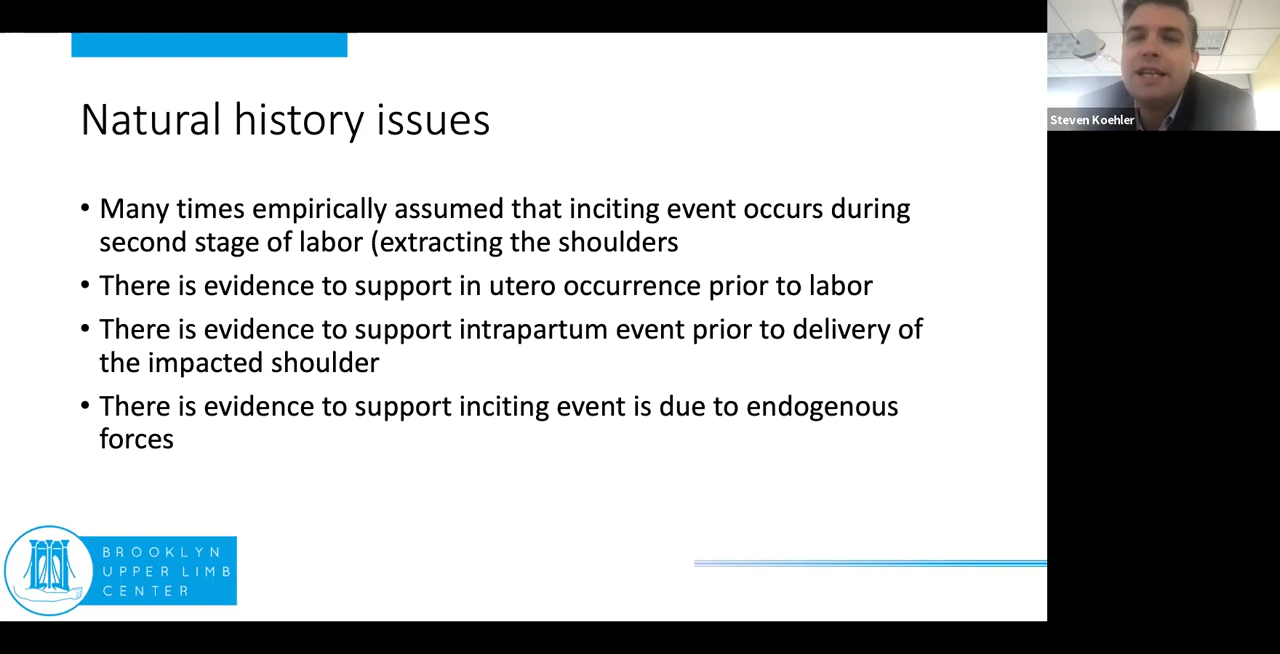 Natural history issues
• Many times empirically assumed that inciting event occurs during
second stage of labor (extracting the shoulders
• There is evidence to support in utero occurrence prior to labor
• There is evidence to support intrapartum event prior to delivery of
the impacted shoulder
• There is evidence to support inciting event is due to endogenous
forces
BROOKLYN
UPPER LIMB
CENTER
Steven Koehler